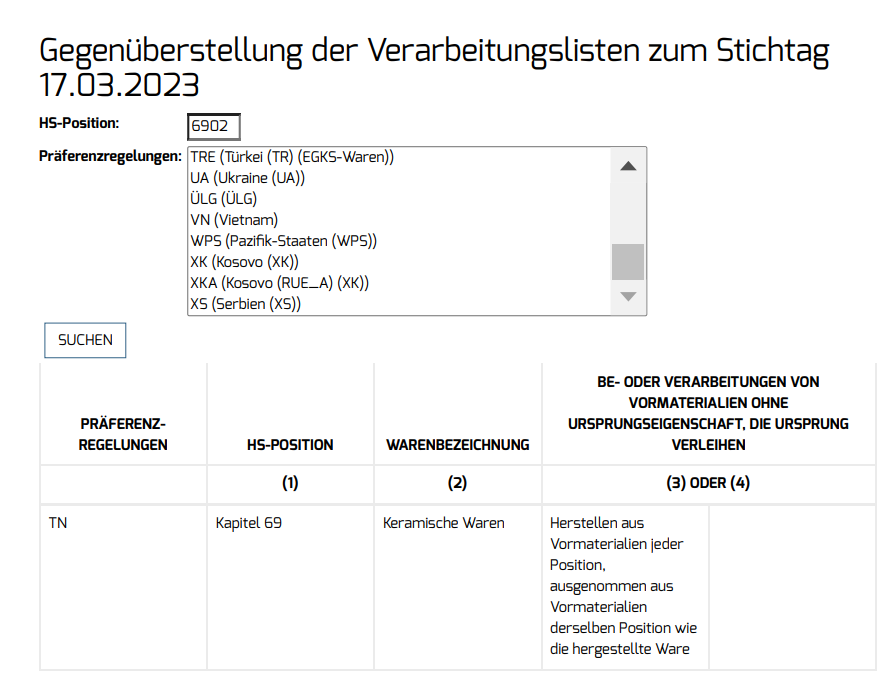 Gegenüberstellung der Verarbeitungslisten zum Stichtag
17.03.2023
HS-Position:
6902
Präferenzregelungen:
TRE (Türkei (TR) (EGKS-Waren))
UA (Ukraine (UA))
ÜLG (ÜLG)
VN (Vietnam)
WPS (Pazifik-Staaten (WPS))
XK (Kosovo (XK))
XKA (Kosovo (RUE_A) (XK))
XS (Serbien (XS))
SUCHEN
PRÄFERENZ-
REGELUNGEN
HS-POSITION
WARENBEZEICHNUNG
BE- ODER VERARBEITUNGEN VON
VORMATERIALIEN OHNE
URSPRUNGSEIGENSCHAFT, DIE URSPRUNG
VERLEIHEN
(1)
(2)
(3) ODER (4)
TN
Kapitel 69
Keramische Waren
Herstellen aus
Vormaterialien jeder
Position,
ausgenommen aus
Vormaterialien
derselben Position wie
die hergestellte Ware